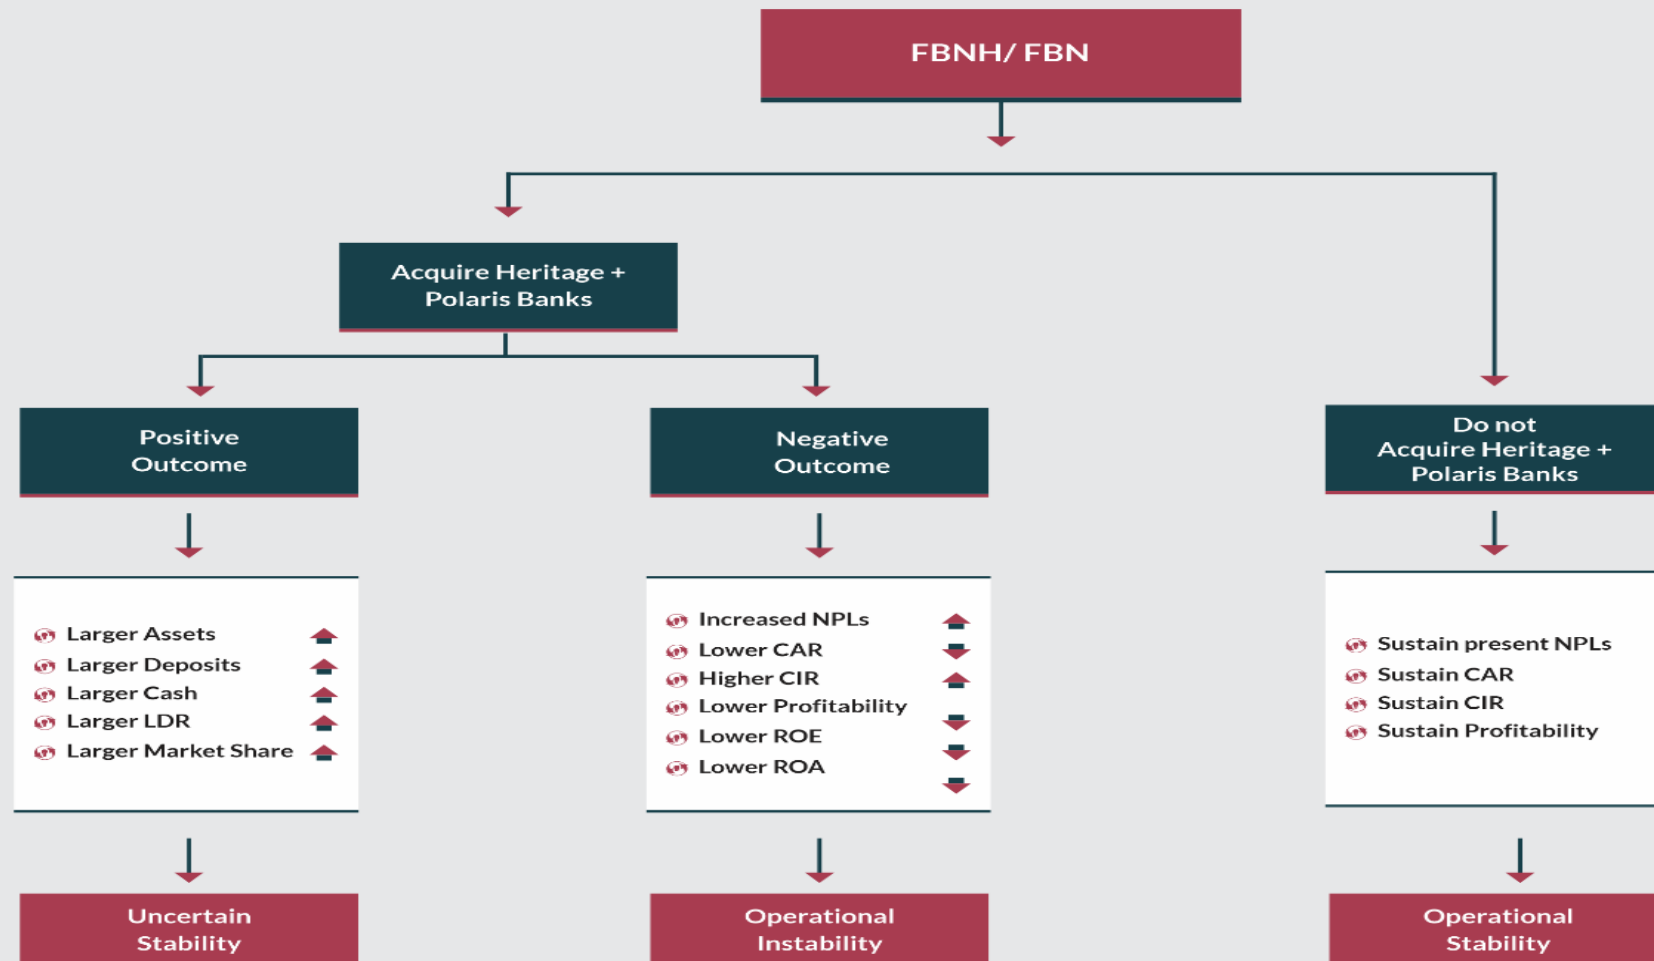 FBNH/ FBN
Acquire Heritage +
Polaris Banks
Positive
Outcome
Negative
Outcome
Do not
Acquire Heritage +
Polaris Banks
Larger Assets
Larger Deposits
Larger Cash
Larger LDR
Larger Market Share
Increased NPLs
Lower CAR
Higher CIR
Lower Profitability
Lower ROE
Lower ROA
Sustain present NPLs
Sustain CAR
Sustain CIR
Sustain Profitability
Uncertain
Stability
Operational
Instability
Operational
Stability